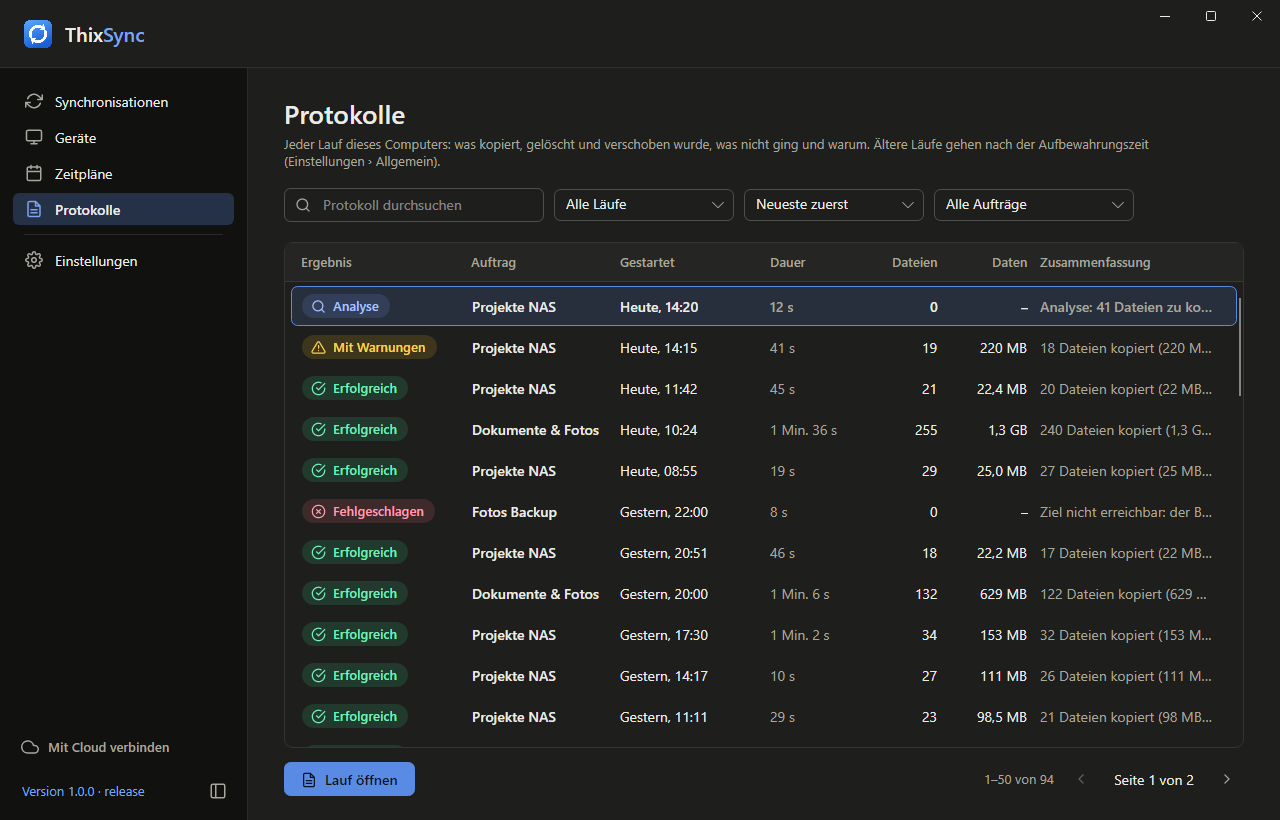 ThixSync
Synchronisationen
Geräte
Zeitpläne
Protokolle
Einstellungen
Mit Cloud verbinden
Version 1.0.0 · release
Protokolle
Jeder Lauf dieses Computers: was kopiert, gelöscht und verschoben wurde, was nicht ging und warum. Ältere Läufe gehen nach der Aufbewahrungszeit
(Einstellungen › Allgemein).
Protokoll durchsuchen Alle Läufe Neueste zuerst Alle Aufträge
Ergebnis Auftrag Gestartet Dauer Dateien Daten Zusammenfassung
Analyse Projekte NAS Heute, 14:20 12 s 0 – Analyse: 41 Dateien zu ko...
Mit Warnungen Projekte NAS Heute, 14:15 41 s 19 220 MB 18 Dateien kopiert (220 M...
Erfolgreich Projekte NAS Heute, 11:42 45 s 21 22,4 MB 20 Dateien kopiert (22 MB...
Erfolgreich Dokumente & Fotos Heute, 10:24 1 Min. 36 s 255 1,3 GB 240 Dateien kopiert (1,3 G...
Erfolgreich Projekte NAS Heute, 08:55 19 s 29 25,0 MB 27 Dateien kopiert (25 MB...
Fehlgeschlagen Fotos Backup Gestern, 22:00 8 s 0 – Ziel nicht erreichbar: der B...
Erfolgreich Projekte NAS Gestern, 20:51 46 s 18 22,2 MB 17 Dateien kopiert (22 MB...
Erfolgreich Dokumente & Fotos Gestern, 20:00 1 Min. 6 s 132 629 MB 122 Dateien kopiert (629 ...
Erfolgreich Projekte NAS Gestern, 17:30 1 Min. 2 s 34 153 MB 32 Dateien kopiert (153 M...
Erfolgreich Projekte NAS Gestern, 14:17 10 s 27 111 MB 26 Dateien kopiert (111 M...
Erfolgreich Projekte NAS Gestern, 11:11 29 s 23 98,5 MB 21 Dateien kopiert (98 MB...
Lauf öffnen 1–50 von 94 Seite 1 von 2